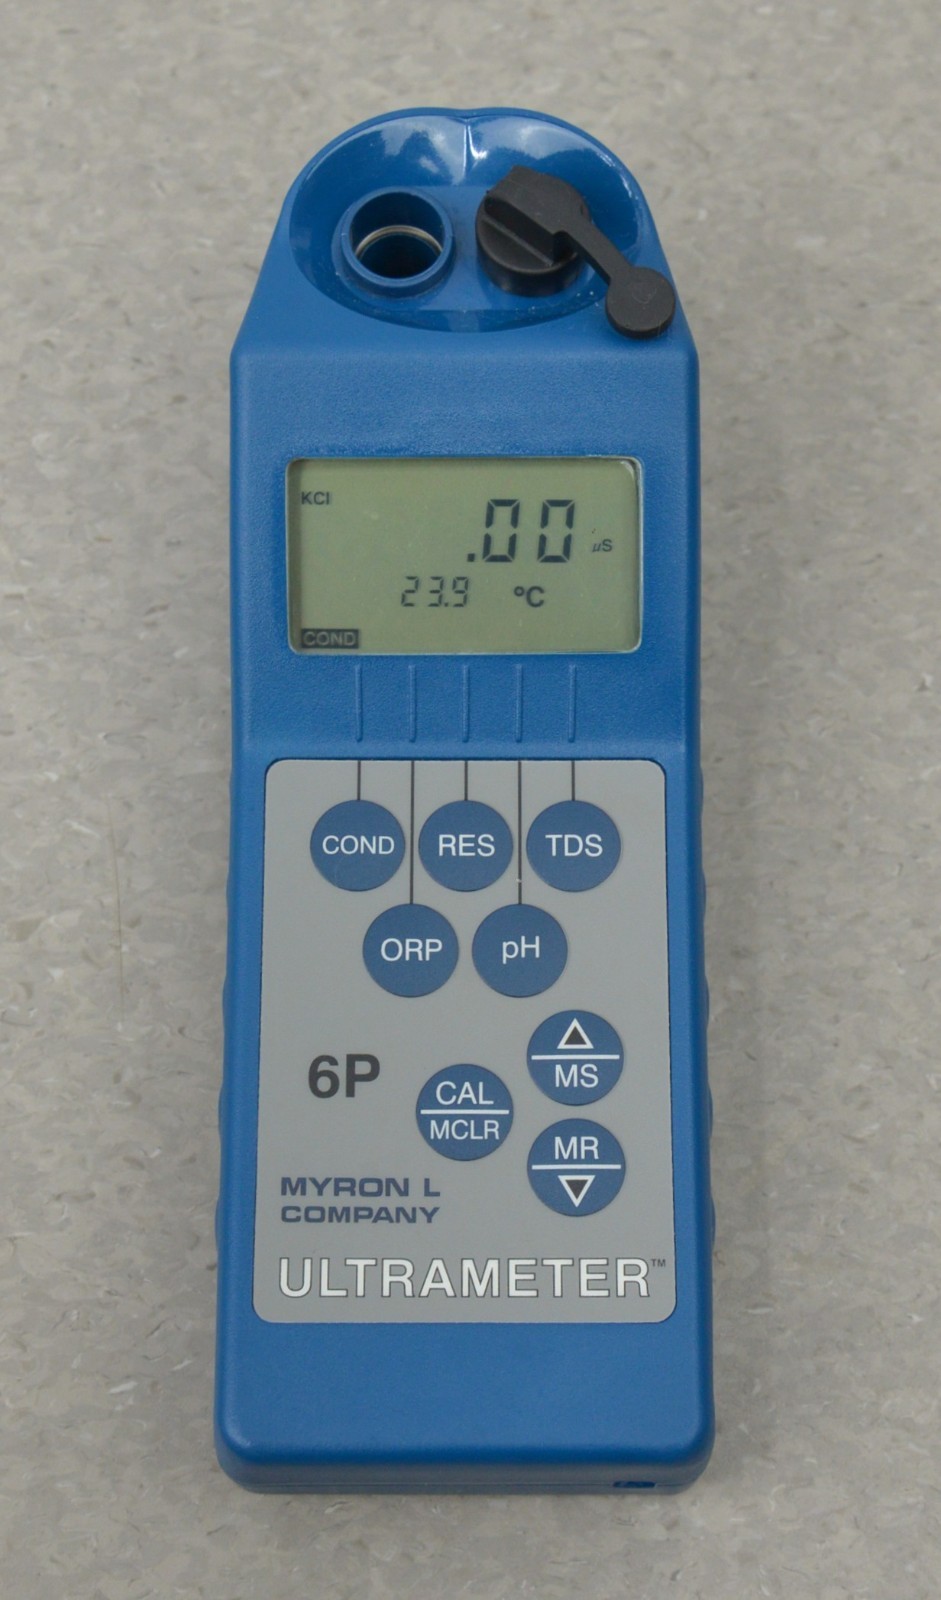 KCl
.00 µS
23.9 °C
COND
COND RES TDS
ORP pH
▲
MS
6P
CAL
MCLR
MR
▼
MYRON L
COMPANY
ULTRAMETER™